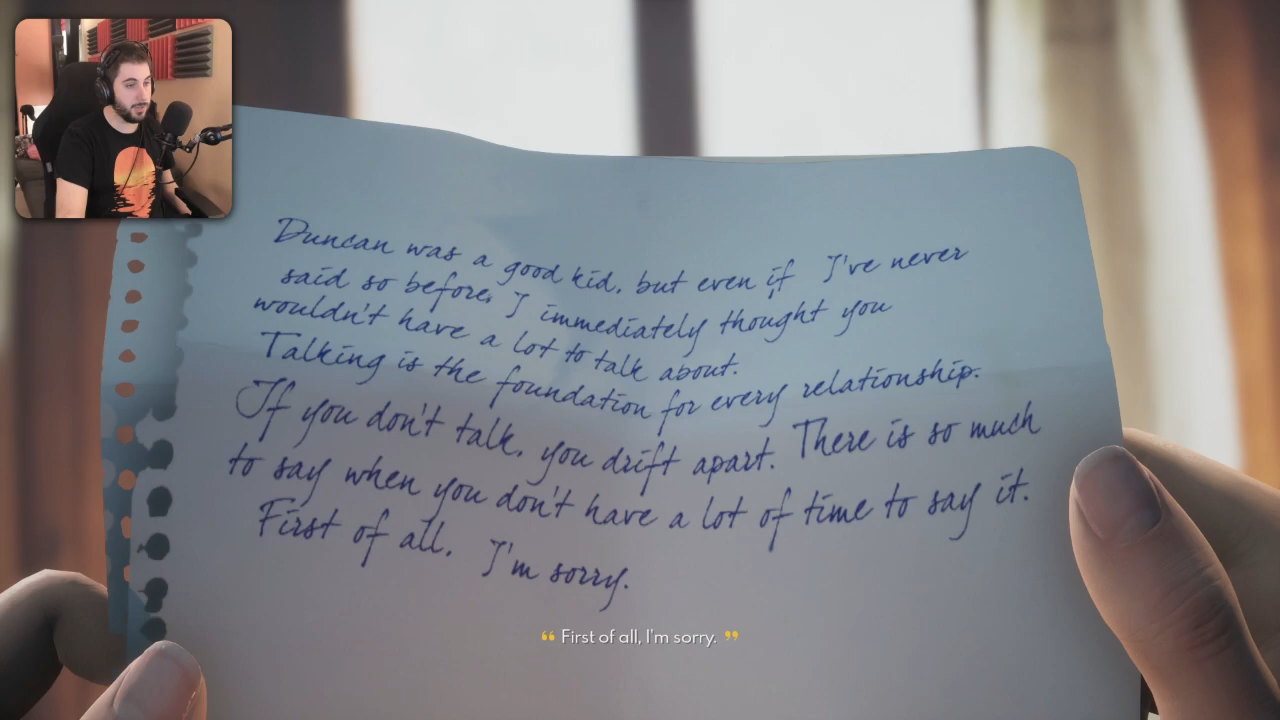 Duncan was a good kid, but even if I've never
said so before, I immediately thought you
wouldn't have a lot to talk about.
Talking is the foundation for every relationship.
If you don't talk, you drift apart. There is so much
to say when you don't have a lot of time to say it.
First of all, I'm sorry.
“ First of all, I'm sorry. ”